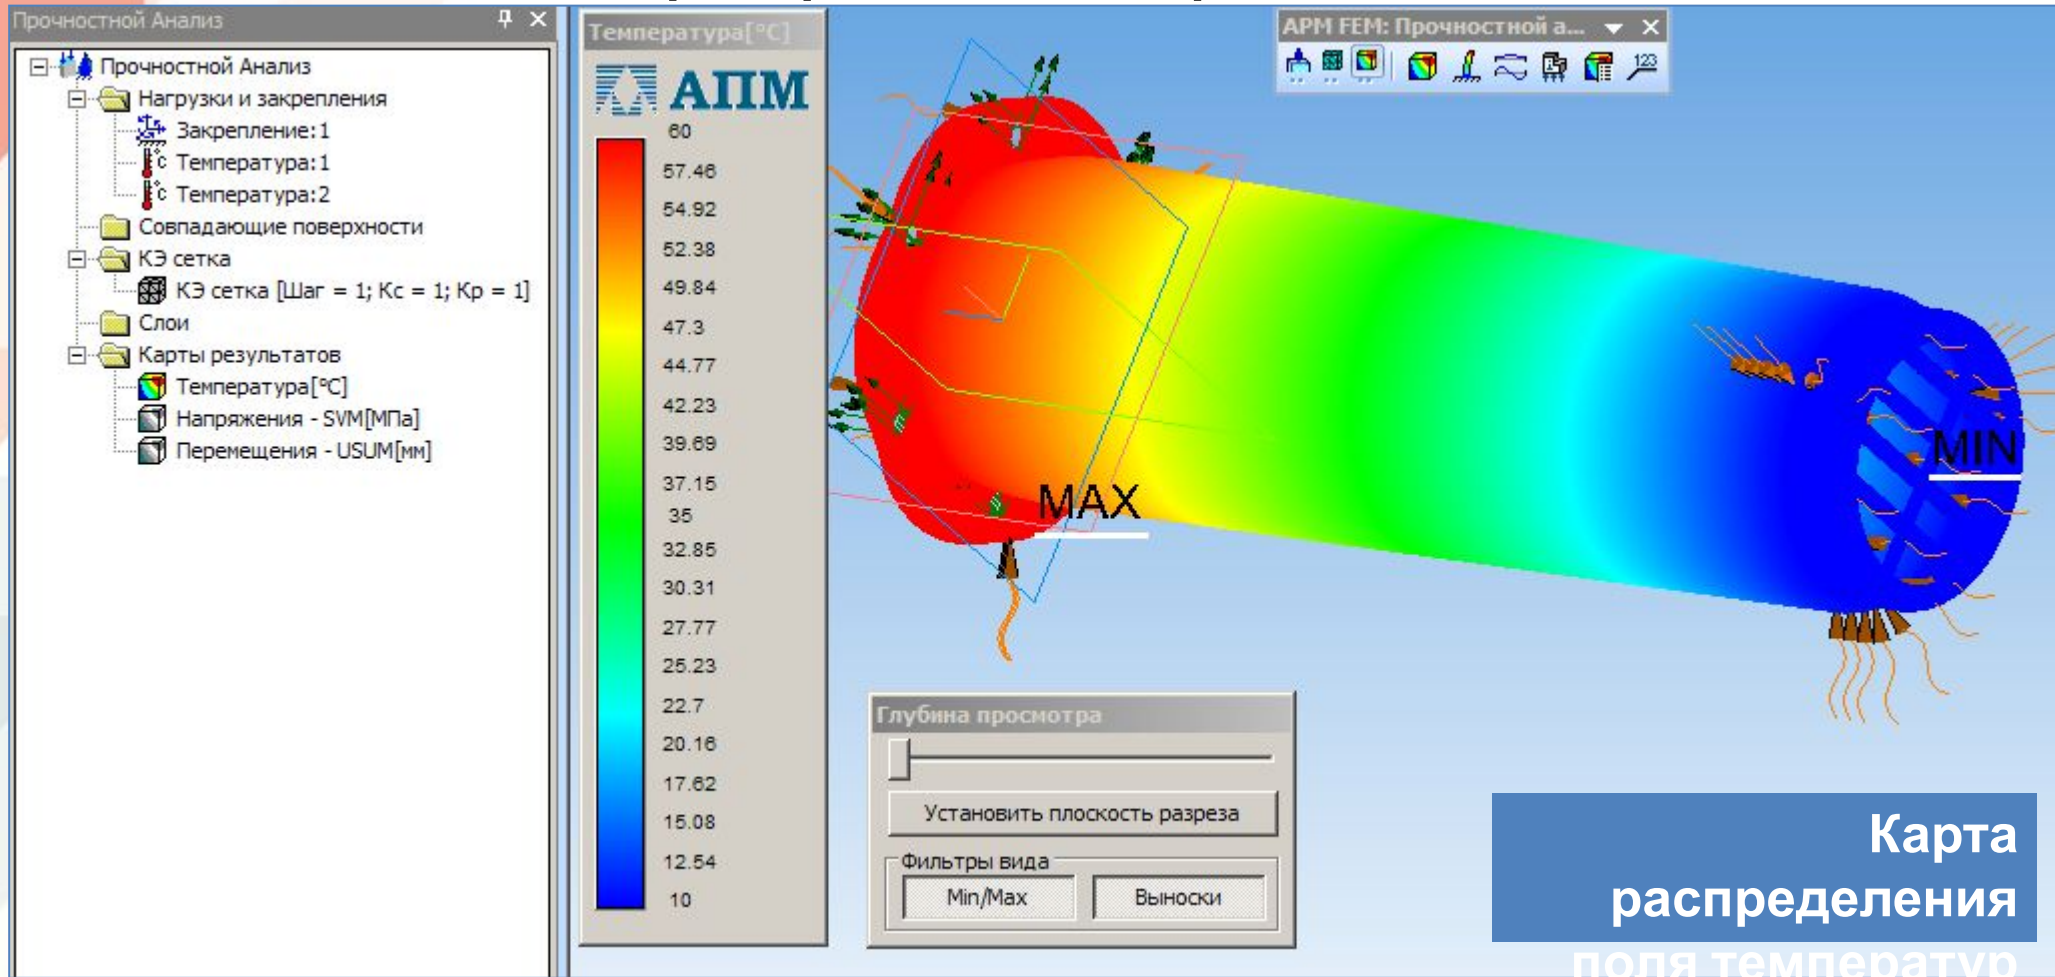 Прочностной Анализ
Прочностной Анализ
Нагрузки и закрепления
Закрепление:1
Температура:1
Температура:2
Совпадающие поверхности
КЭ сетка
КЭ сетка [Шаг = 1; Кс = 1; Кр = 1]
Слои
Карты результатов
Температура[°C]
Напряжения - SVM[МПа]
Перемещения - USUM[мм]
Температура[°C]
АПМ
60
57.46
54.92
52.38
49.84
47.3
44.77
42.23
39.69
37.15
35
32.85
30.31
27.77
25.23
22.7
20.16
17.62
15.08
12.54
10
APM FEM: Прочностной а...
123
MAX
MIN
Глубина просмотра
Установить плоскость разреза
Фильтры вида
Min/Max
Выноски
Карта
распределения
поля температур